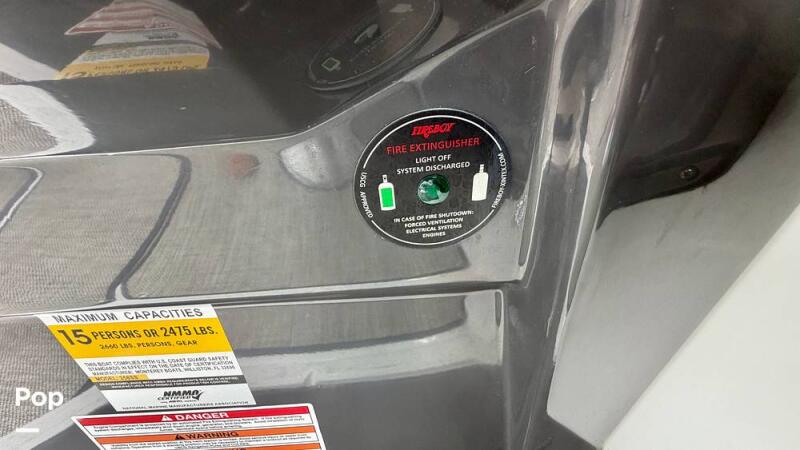 FIREBOY
FIRE EXTINGUISHER
LIGHT OFF
SYSTEM DISCHARGED
USCG APPROVED
FIREBOY-XINTEX.COM
IN CASE OF FIRE SHUTDOWN:
FORCED VENTILATION
ELECTRICAL SYSTEMS
ENGINES
MAXIMUM CAPACITIES
15 PERSONS OR 2475 LBS.
2660 LBS. PERSONS, GEAR
THIS BOAT COMPLIES WITH U.S. COAST GUARD SAFETY
STANDARDS IN EFFECT ON THE DATE OF CERTIFICATION
MANUFACTURER: MONTEREY BOATS, WILLISTON, FL 32696
NMMA
CERTIFIED
NATIONAL MARINE MANUFACTURERS ASSOCIATION
Pop
DANGER
WARNING